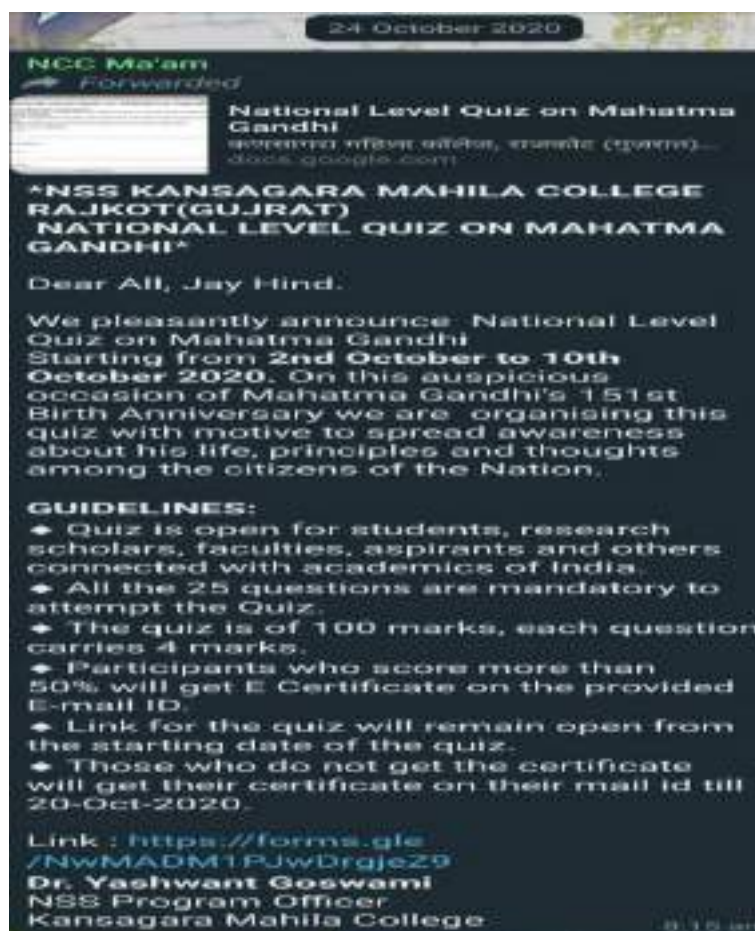 24 October 2020
NCC Ma'am
Forwarded
National Level Quiz on Mahatma
Gandhi
महिला कॉलेज, राजकोट (गुजरात)...
docs.google.com
*NSS KANSAGARA MAHILA COLLEGE
RAJKOT(GUJRAT)
NATIONAL LEVEL QUIZ ON MAHATMA
GANDHI*
Dear All, Jay Hind.
We pleasantly announce National Level
Quiz on Mahatma Gandhi
Starting from 2nd October to 10th
October 2020. On this auspicious
occasion of Mahatma Gandhi's 151st
Birth Anniversary we are organising this
quiz with motive to spread awareness
about his life, principles and thoughts
among the citizens of the Nation.
GUIDELINES:
◆ Quiz is open for students, research
scholars, faculties, aspirants and others
connected with academics of India
◆ All the 25 questions are mandatory to
attempt the Quiz.
◆ The quiz is of 100 marks, each question
carries 4 marks.
◆ Participants who score more than
50% will get E Certificate on the provided
E-mail ID.
◆ Link for the quiz will remain open from
the starting date of the quiz.
◆ Those who do not get the certificate
will get their certificate on their mail id till
20-Oct-2020.
Link : https://forms.gle
/NwMADM1PJwDrgjeZ9
Dr. Yashwant Goswami
NSS Program Officer
Kansagara Mahila College